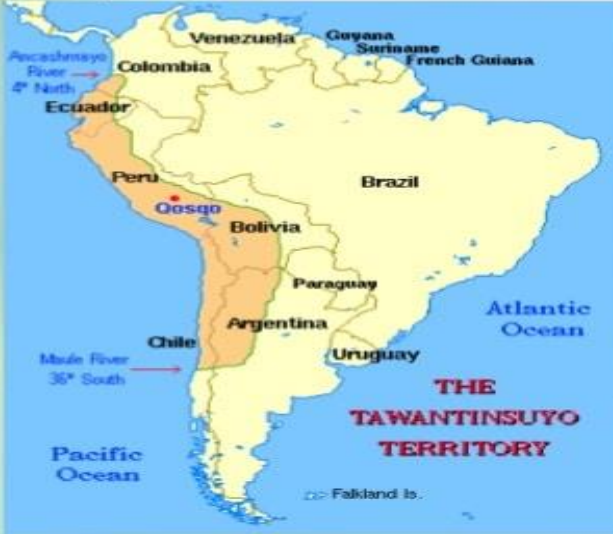 Venezuela
Guyana
Suriname
French Guiana
Ancashmayo
River
4° North
Colombia
Ecuador
Peru
Qosqo
Brazil
Bolivia
Paraguay
Atlantic
Ocean
Argentina
Chile
Uruguay
Maule River
36° South
THE
TAWANTINSUYO
TERRITORY
Pacific
Ocean
Falkland Is.